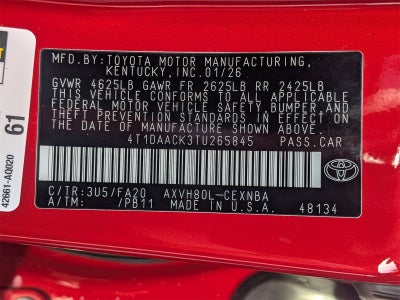 MFD.BY:TOYOTA MOTOR MANUFACTURING,
KENTUCKY,INC.01/26
GVWR 4625LB GAWR FR 2625LB RR 2425LB
THIS VEHICLE CONFORMS TO ALL APPLICABLE
FEDERAL MOTOR VEHICLE SAFETY,BUMPER,AND
THEFT PREVENTION STANDARDS IN EFFECT ON
THE DATE OF MANUFACTURE SHOWN ABOVE.
4T1DAACK3TU265845 PASS.CAR
C/TR:3U5/FA20 AXVH80L-CEXNBA
A/TM: /PB11 MADE IN U.S.A. 48134
61
42661-A0020